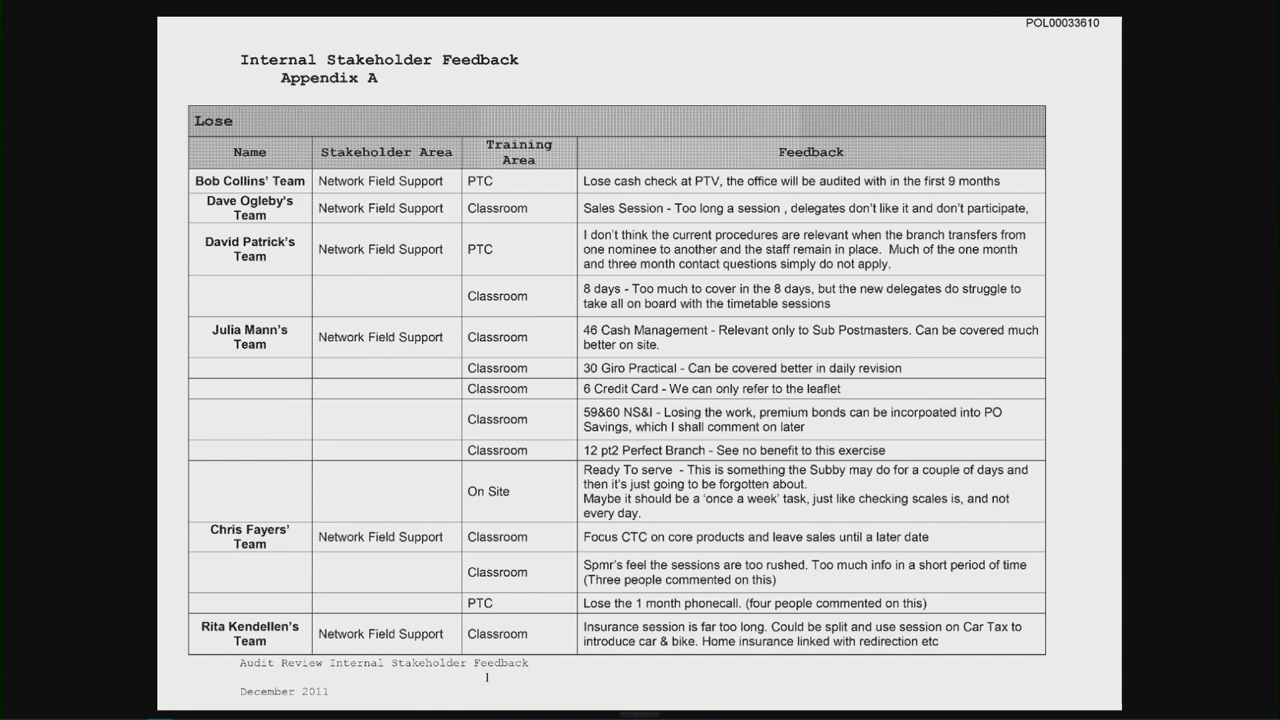 POL00033610
Internal Stakeholder Feedback
Appendix A
Lose
Name Stakeholder Area Training Area Feedback
Bob Collins' Team Network Field Support PTC Lose cash check at PTV, the office will be audited with in the first 9 months
Dave Ogleby's Team Network Field Support Classroom Sales Session - Too long a session , delegates don't like it and don't participate,
David Patrick's Team Network Field Support PTC I don't think the current procedures are relevant when the branch transfers from
one nominee to another and the staff remain in place. Much of the one month
and three month contact questions simply do not apply.
Classroom 8 days - Too much to cover in the 8 days, but the new delegates do struggle to
take all on board with the timetable sessions
Julia Mann's Team Network Field Support Classroom 46 Cash Management - Relevant only to Sub Postmasters. Can be covered much
better on site.
Classroom 30 Giro Practical - Can be covered better in daily revision
Classroom 6 Credit Card - We can only refer to the leaflet
Classroom 59&60 NS&I - Losing the work, premium bonds can be incorpoated into PO
Savings, which I shall comment on later
Classroom 12 pt2 Perfect Branch - See no benefit to this exercise
On Site Ready To serve - This is something the Subby may do for a couple of days and
then it's just going to be forgotten about.
Maybe it should be a 'once a week' task, just like checking scales is, and not
every day.
Chris Fayers' Team Network Field Support Classroom Focus CTC on core products and leave sales until a later date
Classroom Spmr's feel the sessions are too rushed. Too much info in a short period of time
(Three people commented on this)
PTC Lose the 1 month phonecall. (four people commented on this)
Rita Kendellen's Team Network Field Support Classroom Insurance session is far too long. Could be split and use session on Car Tax to
introduce car & bike. Home insurance linked with redirection etc
Audit Review Internal Stakeholder Feedback
1
December 2011